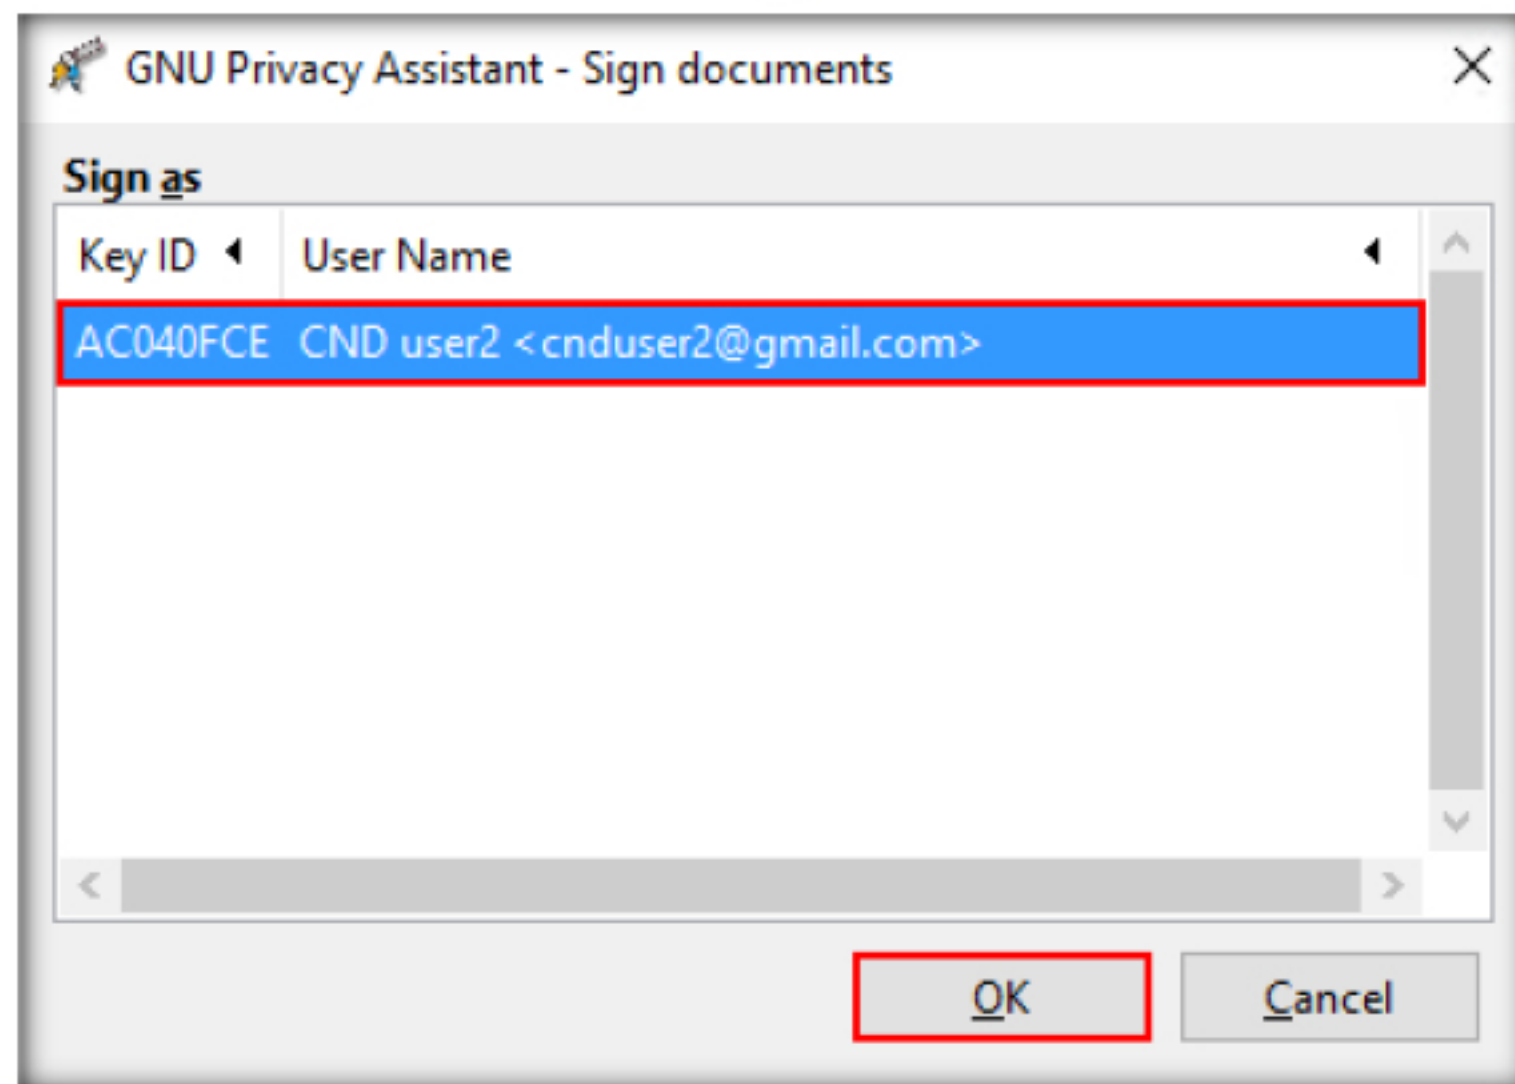 GNU Privacy Assistant - Sign documents
Sign as
Key ID User Name
AC040FCE CND user2 <cnduser2@gmail.com>
OK Cancel